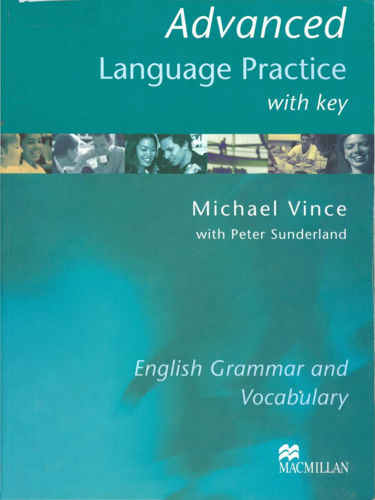 Advanced
Language Practice
with key
Michael Vince
with Peter Sunderland
English Grammar and
Vocabulary
MACMILLAN